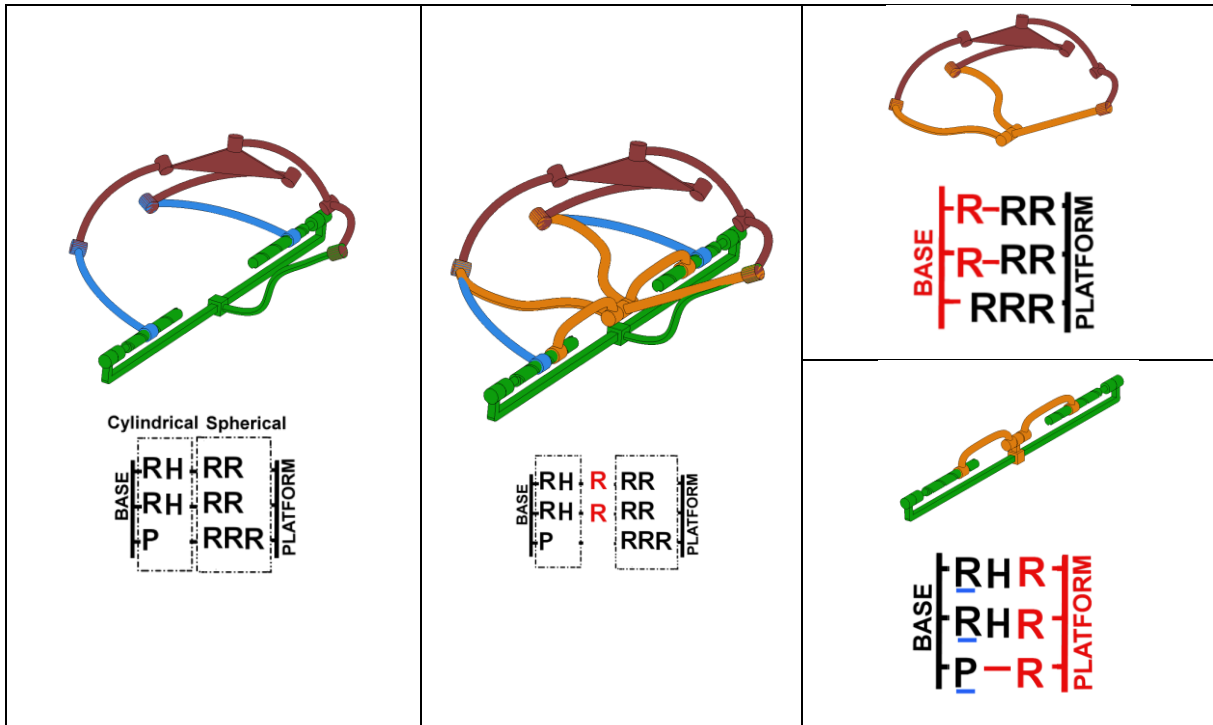 Cylindrical Spherical
BASE
RH RR
RH RR
P RRR
PLATFORM
BASE
RH R RR
RH R RR
P RRR
PLATFORM
BASE
R-RR
R-RR
-RRR
PLATFORM
BASE
RHR
RHR
P-R
PLATFORM